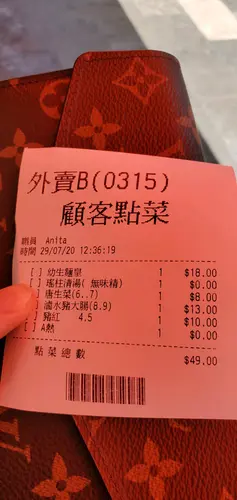 外賣B(0315)
顧客點菜
職員 Anita
時間 29/07/20 12:36:19
[ ] 幼生麵皇 1 $18.00
[ ] 瑤柱清湯( 無味精) 1 $0.00
[ ] 唐生菜(6..7) 1 $8.00
[ ] 滷水豬大腸(8.9) 1 $13.00
[ ] 豬紅 4.5 1 $10.00
[ ] A熱 1 $0.00
點菜總數 $49.00